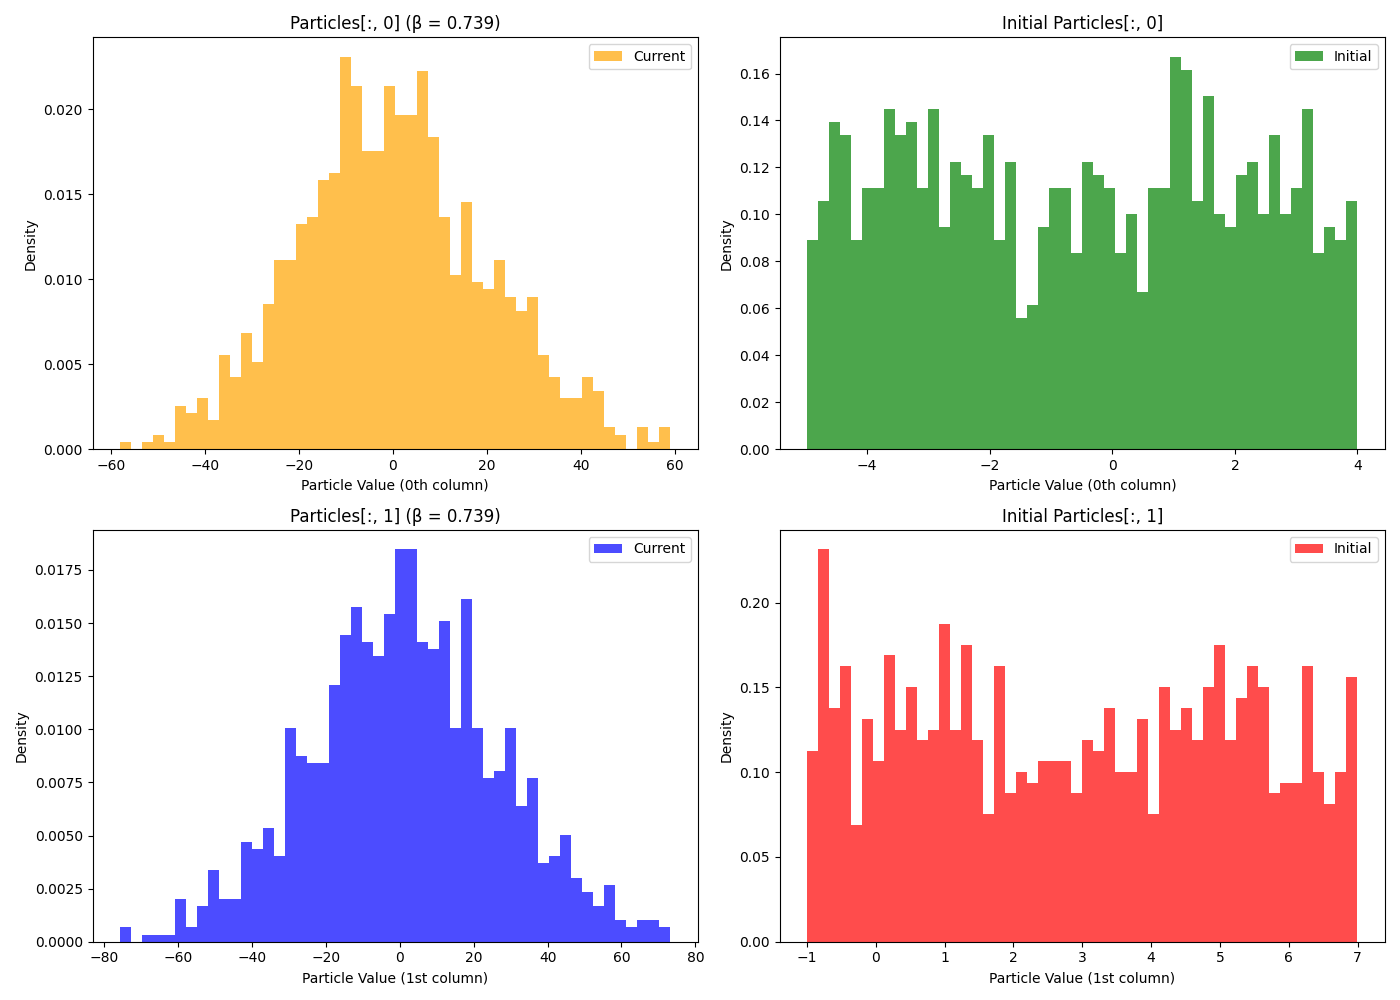 Particles[:, 0] (β = 0.739)
Current
Density
0.020
0.015
0.010
0.005
0.000
−60 −40 −20 0 20 40 60
Particle Value (0th column)
Initial Particles[:, 0]
Initial
Density
0.16
0.14
0.12
0.10
0.08
0.06
0.04
0.02
0.00
−4 −2 0 2 4
Particle Value (0th column)
Particles[:, 1] (β = 0.739)
Current
Density
0.0175
0.0150
0.0125
0.0100
0.0075
0.0050
0.0025
0.0000
−80 −60 −40 −20 0 20 40 60 80
Particle Value (1st column)
Initial Particles[:, 1]
Initial
Density
0.20
0.15
0.10
0.05
0.00
−1 0 1 2 3 4 5 6 7
Particle Value (1st column)